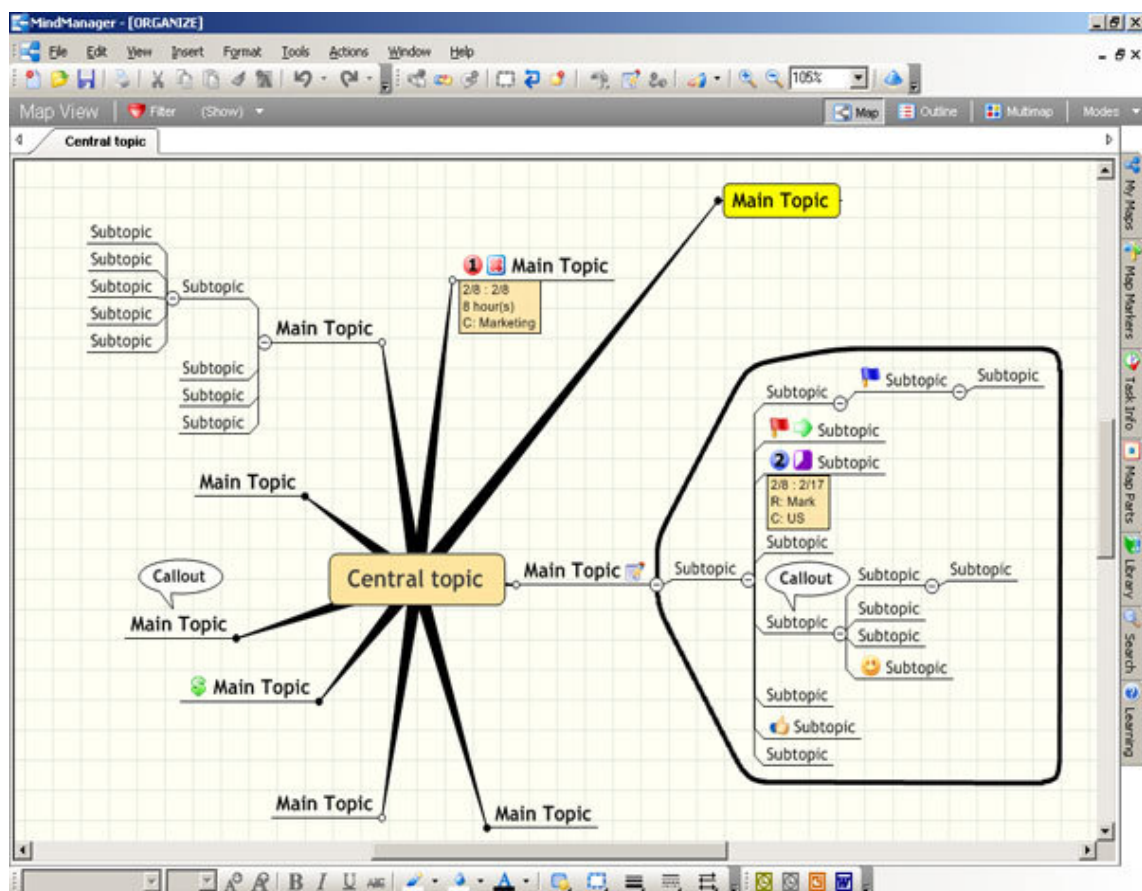 MindManager - [ORGANIZE]
File Edit View Insert Format Tools Actions Window Help
105%
Map View Filter (Show) Map Outline Multimap Modes
Central topic
Main Topic
1 Main Topic
2/8 : 2/8
8 hour(s)
C: Marketing
Subtopic
Subtopic
Subtopic
Subtopic
Subtopic
Subtopic
Main Topic
Subtopic
Subtopic
Subtopic
Main Topic
Callout
Main Topic
Main Topic
Main Topic
Main Topic
Central topic
Main Topic
Subtopic
Subtopic
Subtopic
Subtopic
Subtopic
2 Subtopic
2/8 : 2/17
R: Mark
C: US
Subtopic
Callout
Subtopic
Subtopic
Subtopic
Subtopic
Subtopic
Subtopic
Subtopic
Subtopic
Subtopic
My Maps
Map Markers
Task Info
Map Parts
Library
Search
Learning
B I U ABC A
W